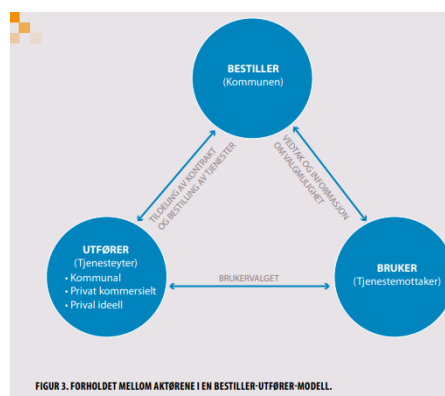 BESTILLER
(Kommunen)
TILDELING AV KONTRAKT
OG BESTILLING AV TJENESTER
VEDTAK OG INFORMASJON
OM VALGMULIGHET
UTFØRER
(Tjenesteyter)
• Kommunal
• Privat kommersielt
• Prival ideell
BRUKERVALGET
BRUKER
(Tjenestemottaker)
FIGUR 3. FORHOLDET MELLOM AKTØRENE I EN BESTILLER-UTFØRER-MODELL.